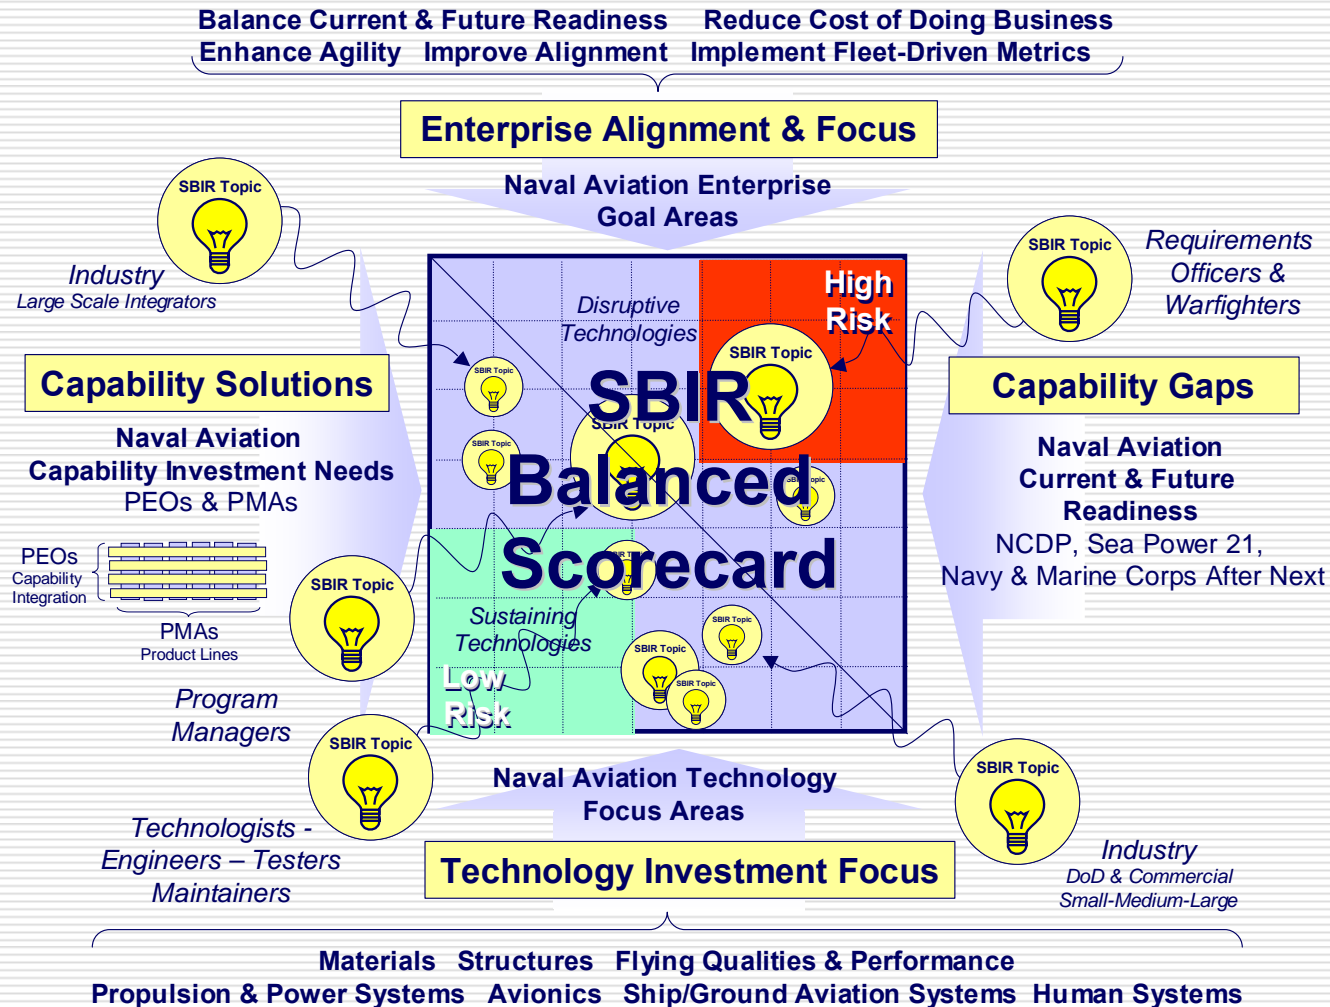 Balance Current & Future Readiness Reduce Cost of Doing Business
Enhance Agility Improve Alignment Implement Fleet-Driven Metrics
Enterprise Alignment & Focus
Naval Aviation Enterprise
Goal Areas
SBIR Topic
Industry
Large Scale Integrators
SBIR Topic
Requirements
Officers &
Warfighters
Capability Solutions
Naval Aviation
Capability Investment Needs
PEOs & PMAs
PEOs
Capability
Integration
PMAs
Product Lines
SBIR Topic
Program
Managers
SBIR Topic
Technologists -
Engineers – Testers
Maintainers
Disruptive
Technologies
High
Risk
SBIR Topic
SBIR Topic
SBIR Topic
SBIR Topic
SBIR
Balanced
Scorecard
Sustaining
Technologies
Low
Risk
SBIR Topic
SBIR Topic
SBIR Topic
Capability Gaps
Naval Aviation
Current & Future
Readiness
NCDP, Sea Power 21,
Navy & Marine Corps After Next
SBIR Topic
Industry
DoD & Commercial
Small-Medium-Large
Naval Aviation Technology
Focus Areas
Technology Investment Focus
Materials Structures Flying Qualities & Performance
Propulsion & Power Systems Avionics Ship/Ground Aviation Systems Human Systems